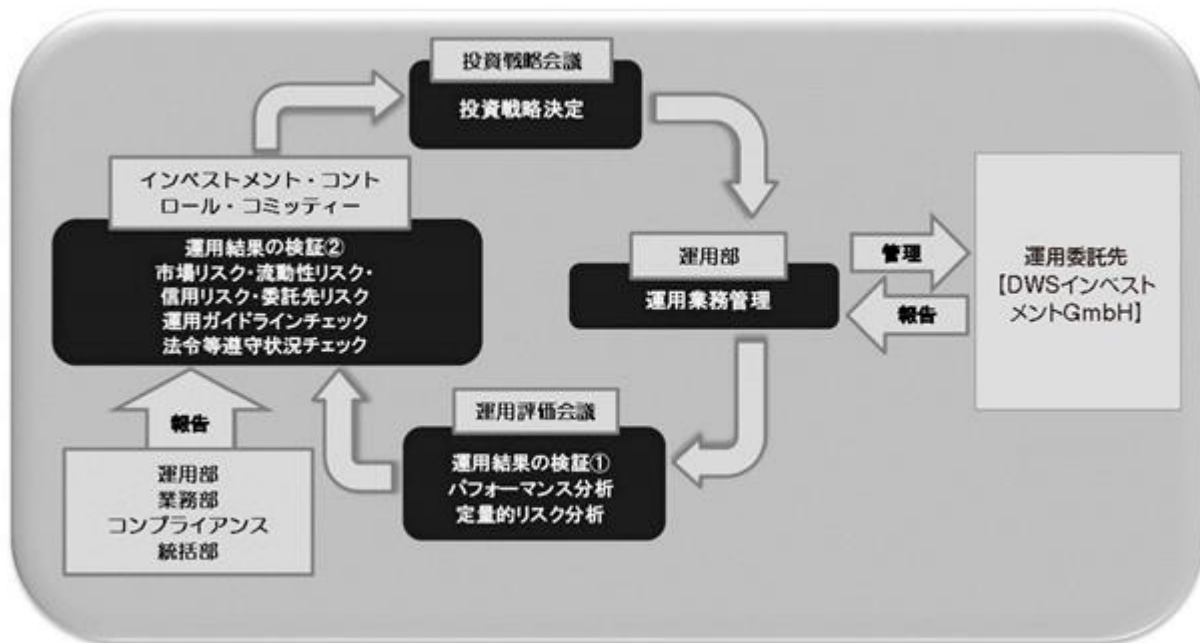 投資戦略会議
投資戦略決定
インベストメント・コント
ロール・コミッティー
運用結果の検証②
市場リスク・流動性リスク・
信用リスク・委託先リスク
運用ガイドラインチェック
法令等遵守状況チェック
運用部
運用業務管理
管理
報告
運用委託先
【DWSインベスト
メントGmbH】
運用評価会議
運用結果の検証①
パフォーマンス分析
定量的リスク分析
報告
運用部
業務部
コンプライアンス
統括部